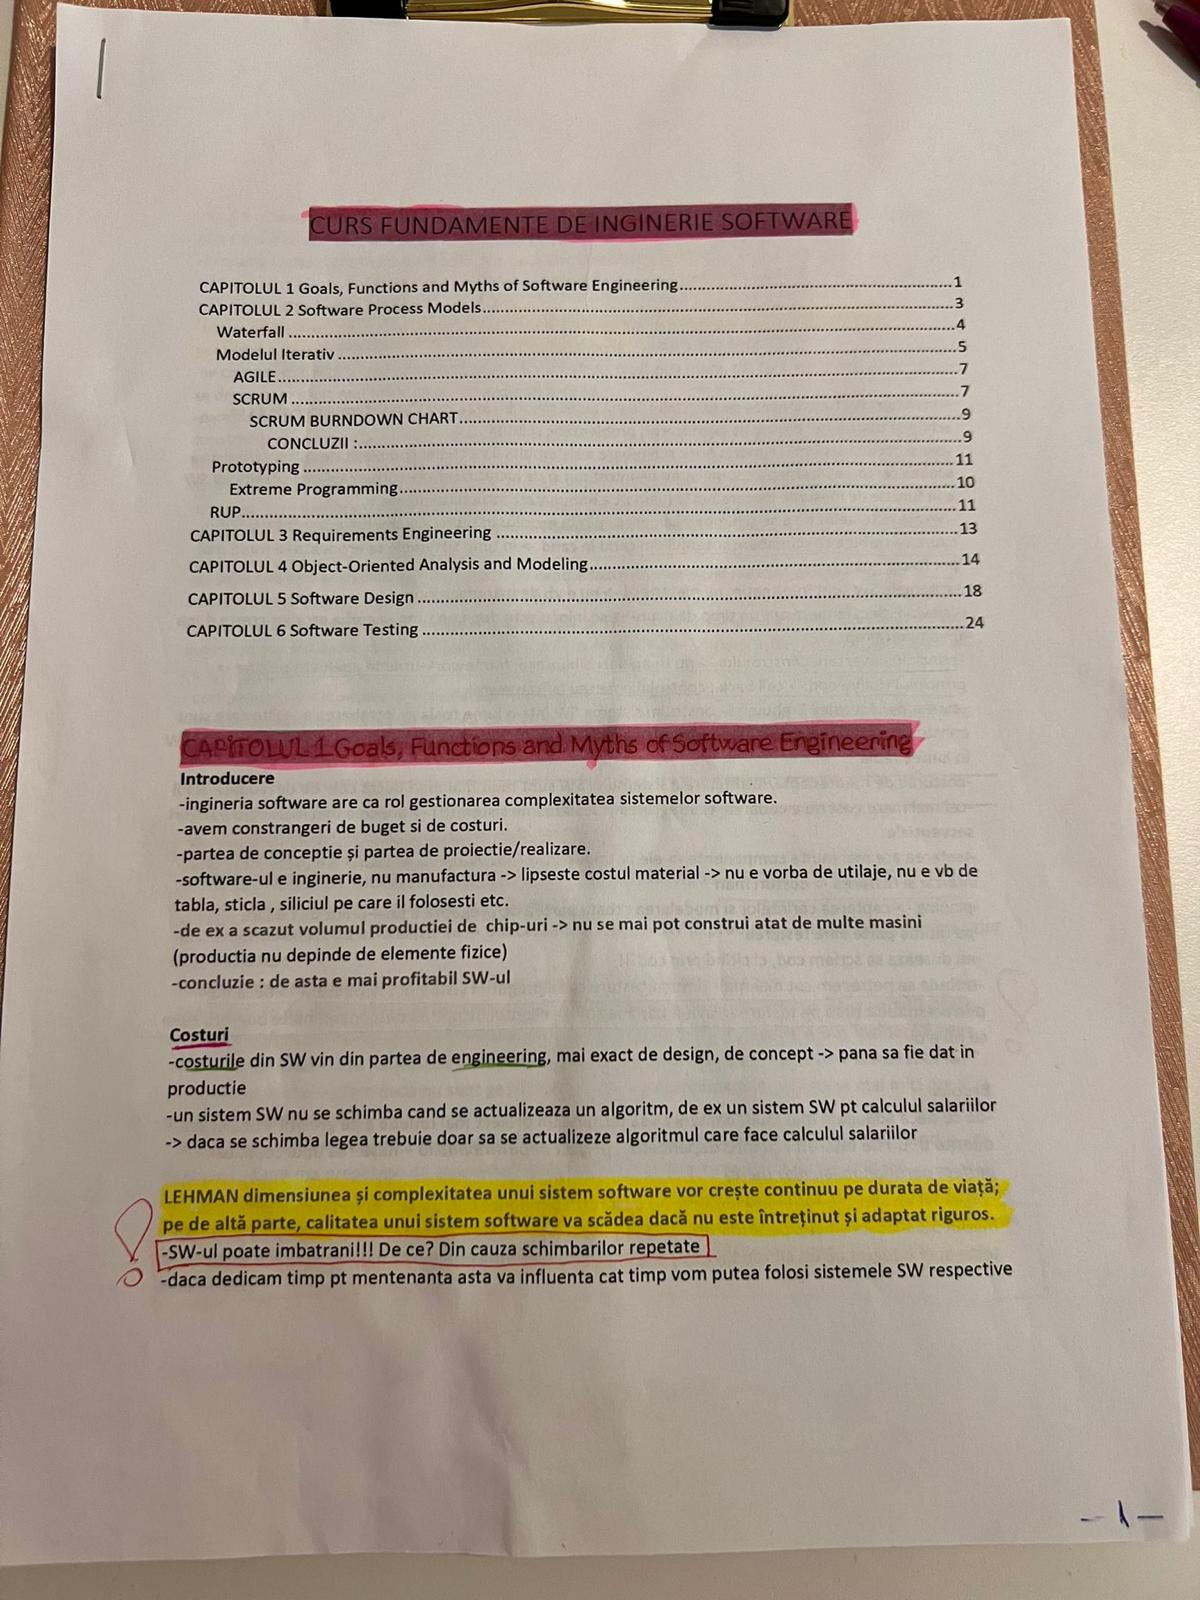 CURS FUNDAMENTE DE INGINERIE SOFTWARE
CAPITOLUL 1 Goals, Functions and Myths of Software Engineering..........1
CAPITOLUL 2 Software Process Models..........3
Waterfall..........4
Modelul Iterativ..........5
AGILE..........7
SCRUM..........7
SCRUM BURNDOWN CHART..........9
CONCLUZII :..........9
Prototyping..........11
Extreme Programming..........10
RUP..........11
CAPITOLUL 3 Requirements Engineering..........13
CAPITOLUL 4 Object-Oriented Analysis and Modeling..........14
CAPITOLUL 5 Software Design..........18
CAPITOLUL 6 Software Testing..........24
CAPITOLUL 1 Goals, Functions and Myths of Software Engineering
Introducere
-ingineria software are ca rol gestionarea complexitatea sistemelor software.
-avem constrangeri de buget si de costuri.
-partea de conceptie și partea de proiectie/realizare.
-software-ul e inginerie, nu manufactura -> lipseste costul material -> nu e vorba de utilaje, nu e vb de
tabla, sticla , siliciul pe care il folosesti etc.
-de ex a scazut volumul productiei de chip-uri -> nu se mai pot construi atat de multe masini
(productia nu depinde de elemente fizice)
-concluzie : de asta e mai profitabil SW-ul
Costuri
-costurile din SW vin din partea de engineering, mai exact de design, de concept -> pana sa fie dat in
productie
-un sistem SW nu se schimba cand se actualizeaza un algoritm, de ex un sistem SW pt calculul salariilor
-> daca se schimba legea trebuie doar sa se actualizeze algoritmul care face calculul salariilor
LEHMAN dimensiunea și complexitatea unui sistem software vor crește continuu pe durata de viață;
pe de altă parte, calitatea unui sistem software va scădea dacă nu este întreținut și adaptat riguros.
-SW-ul poate imbatrani!!! De ce? Din cauza schimbarilor repetate
-daca dedicam timp pt mentenanta asta va influenta cat timp vom putea folosi sistemele SW respective
- 1 -